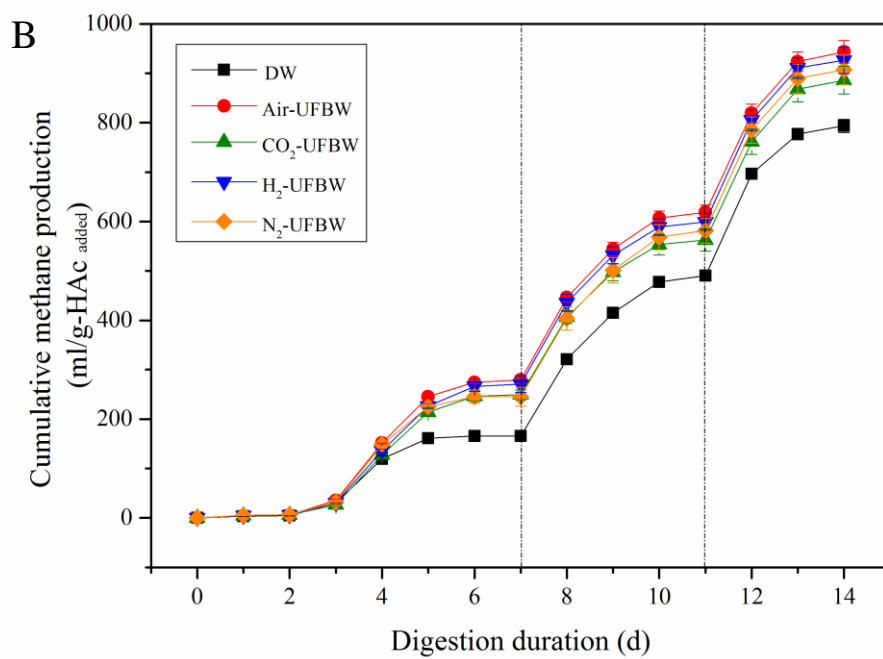 B
1000
800
600
400
200
0
Cumulative methane production
(ml/g-HAc added)
DW
Air-UFBW
CO₂-UFBW
H₂-UFBW
N₂-UFBW
0 2 4 6 8 10 12 14
Digestion duration (d)